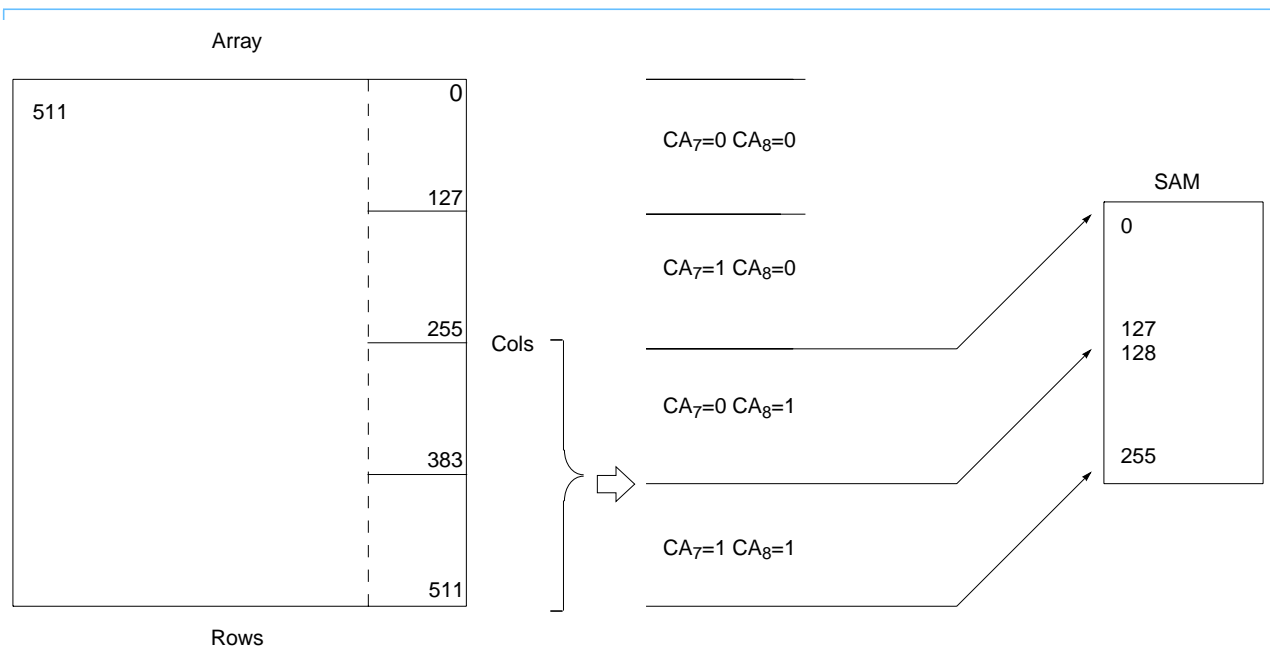 Array
511
0
127
255
383
511
Rows
Cols
CA7=0 CA8=0
CA7=1 CA8=0
CA7=0 CA8=1
CA7=1 CA8=1
SAM
0
127
128
255